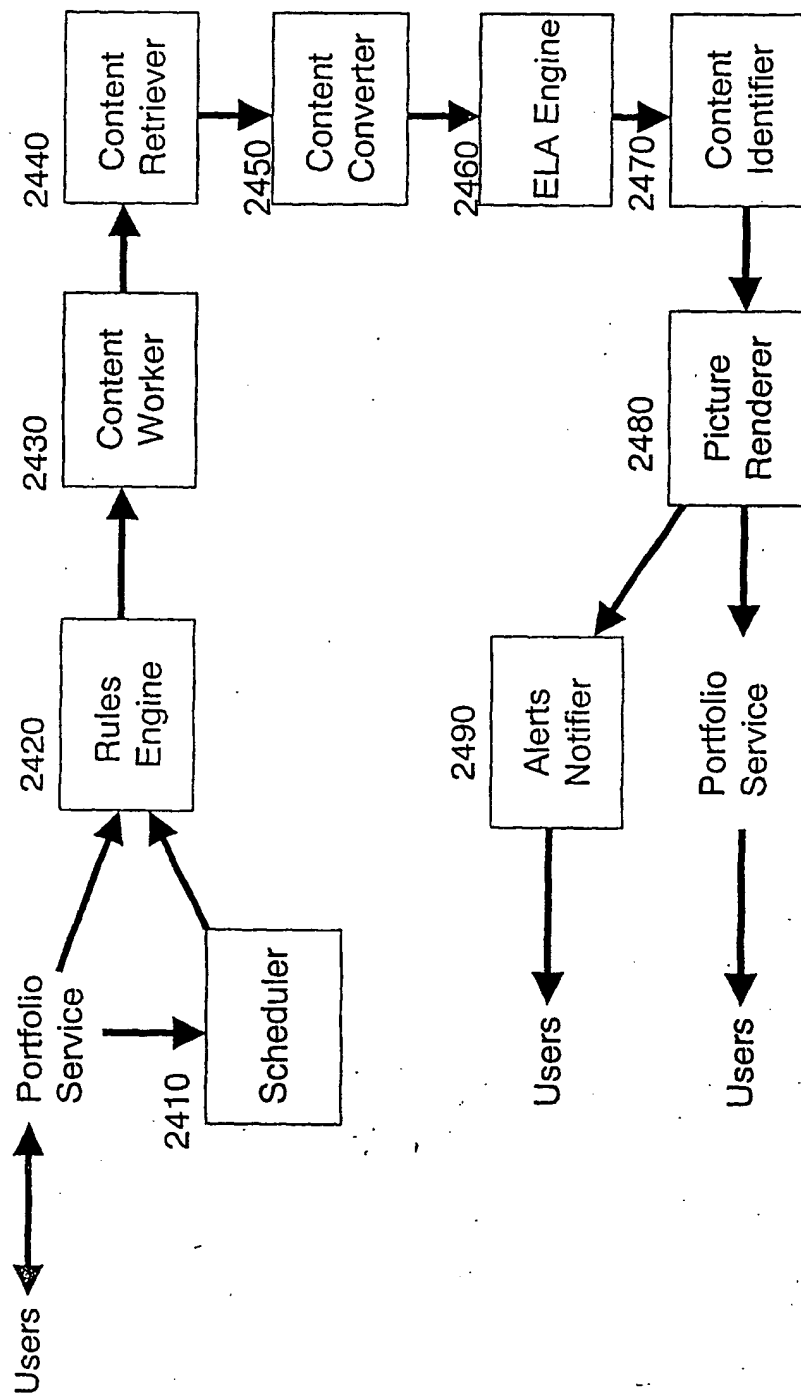 Users
Portfolio
Service
2410
Scheduler
2420
Rules
Engine
2430
Content
Worker
2440
Content
Retriever
2450
Content
Converter
2460
ELA Engine
2470
Content
Identifier
2480
Picture
Renderer
2490
Alerts
Notifier
Users
Portfolio
Service
Users